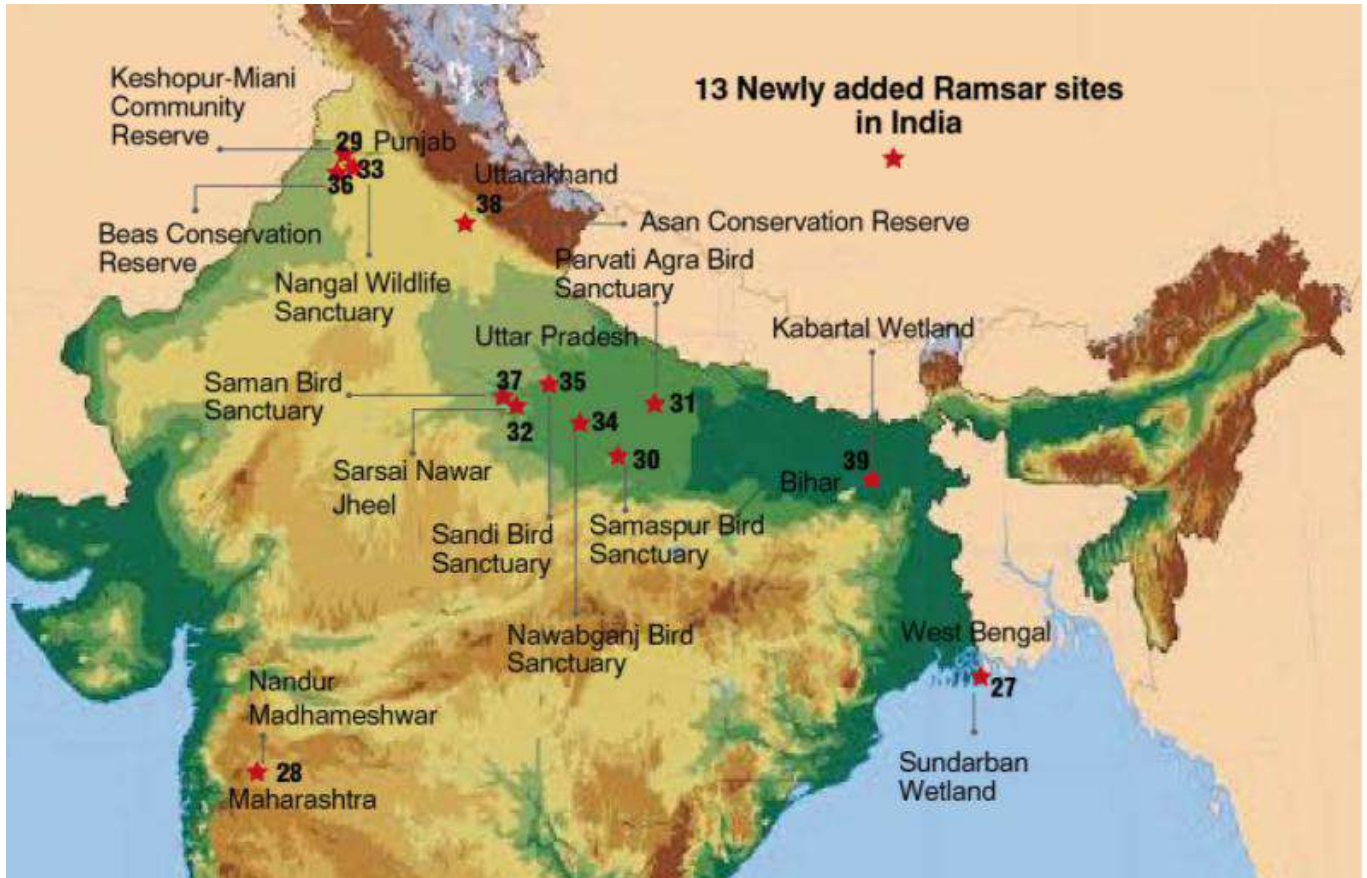 13 Newly added Ramsar sites
in India
Keshopur-Miani
Community
Reserve
29
Punjab
33
36
Uttarakhand
38
Beas Conservation
Reserve
Asan Conservation Reserve
Nangal Wildlife
Sanctuary
Parvati Agra Bird
Sanctuary
Uttar Pradesh
Kabartal Wetland
Saman Bird
Sanctuary
37
35
32
31
34
30
39
Bihar
Sarsai Nawar
Jheel
Sandi Bird
Sanctuary
Samaspur Bird
Sanctuary
Nawabganj Bird
Sanctuary
West Bengal
27
Nandur
Madhameshwar
28
Maharashtra
Sundarban
Wetland